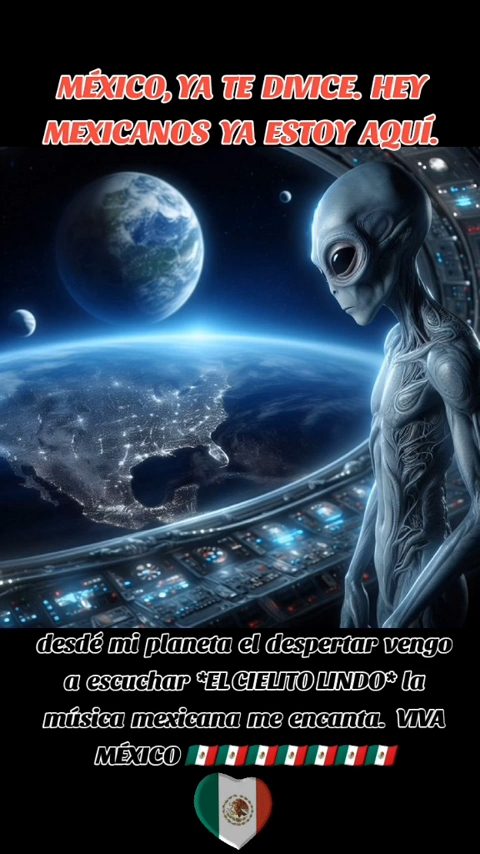 MÉXICO, YA TE DIVICE. HEY
MEXICANOS YA ESTOY AQUÍ.
desdé mi planeta el despertar vengo
a escuchar *EL CIELITO LINDO* la
música mexicana me encanta. VIVA
MÉXICO 🇲🇽🇲🇽🇲🇽🇲🇽🇲🇽🇲🇽🇲🇽